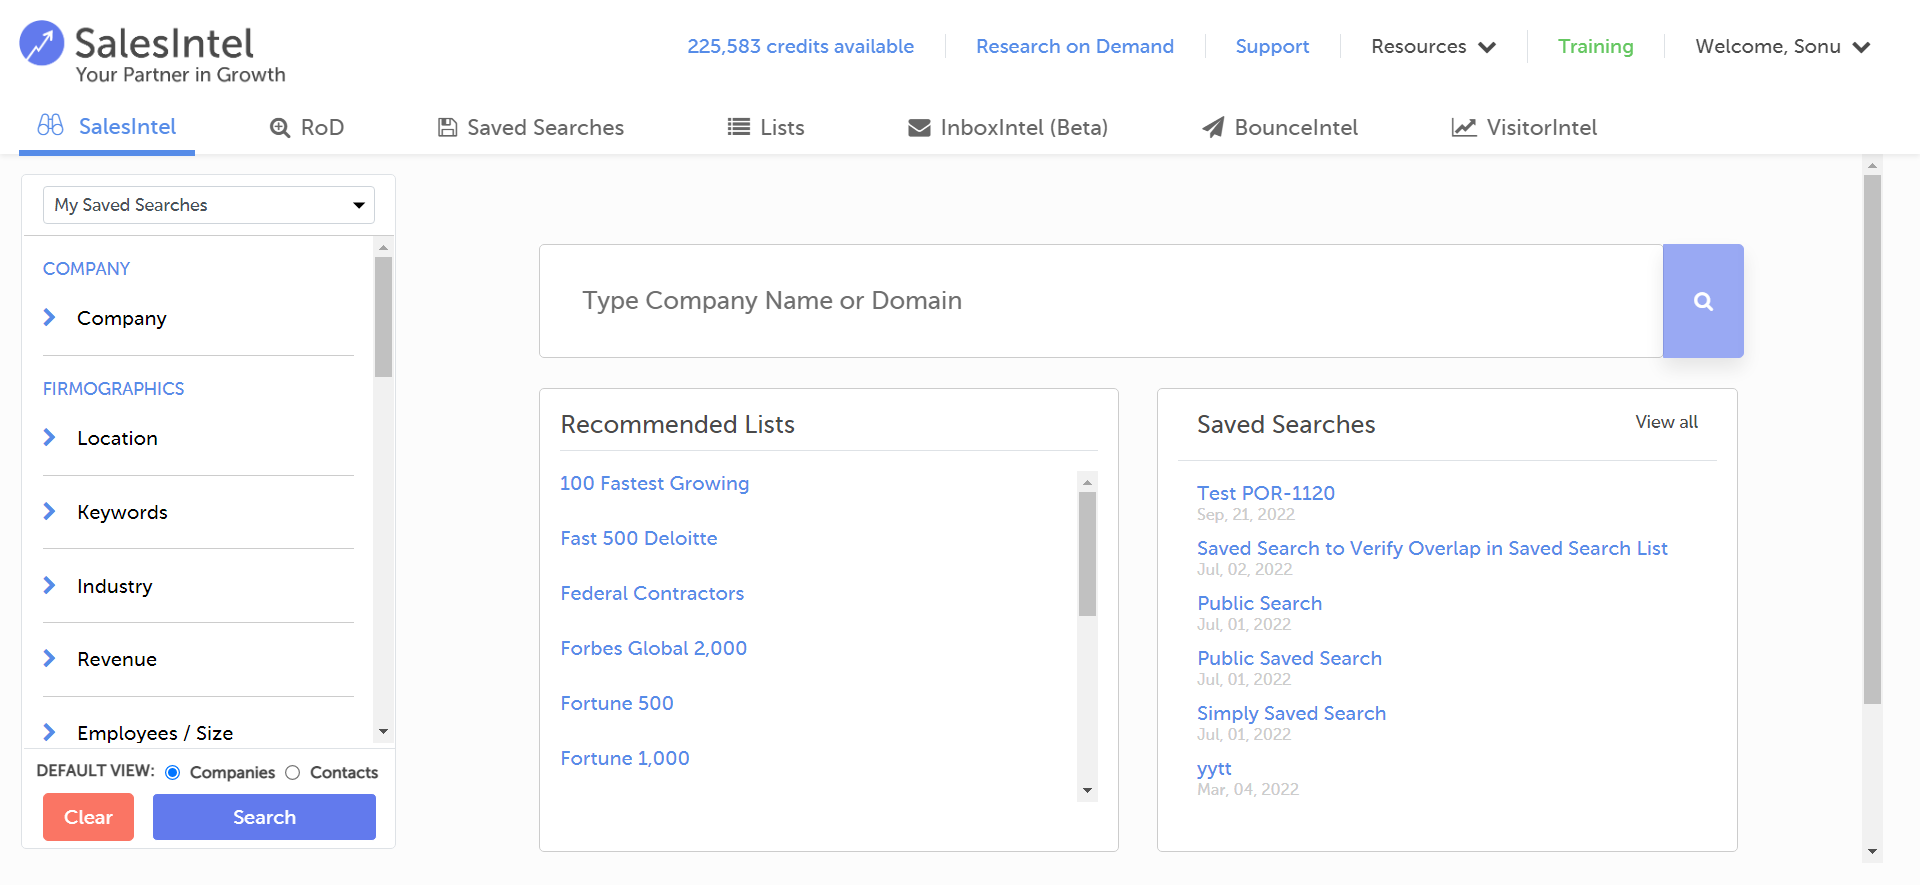 SalesIntel
Your Partner in Growth
225,583 credits available
Research on Demand
Support
Resources
Training
Welcome, Sonu
SalesIntel
RoD
Saved Searches
Lists
InboxIntel (Beta)
BounceIntel
VisitorIntel
My Saved Searches
COMPANY
Company
FIRMOGRAPHICS
Location
Keywords
Industry
Revenue
Employees / Size
DEFAULT VIEW: Companies Contacts
Clear
Search
Type Company Name or Domain
Recommended Lists
100 Fastest Growing
Fast 500 Deloitte
Federal Contractors
Forbes Global 2,000
Fortune 500
Fortune 1,000
Saved Searches
View all
Test POR-1120
Sep, 21, 2022
Saved Search to Verify Overlap in Saved Search List
Jul, 02, 2022
Public Search
Jul, 01, 2022
Public Saved Search
Jul, 01, 2022
Simply Saved Search
Jul, 01, 2022
yytt
Mar, 04, 2022